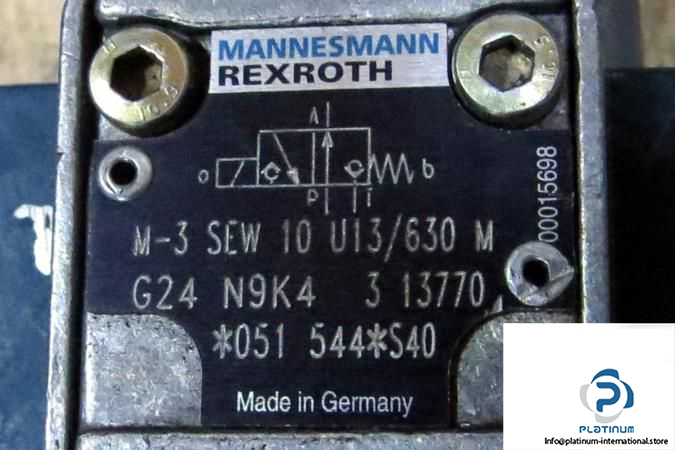 MANNESMANN
REXROTH
A
a
b
P
T
00015698
M-3 SEW 10 U13/630 M
G24 N9K4 3 13770
*051 544*S40
Made in Germany
PLATINUM
info@platinum-international.store